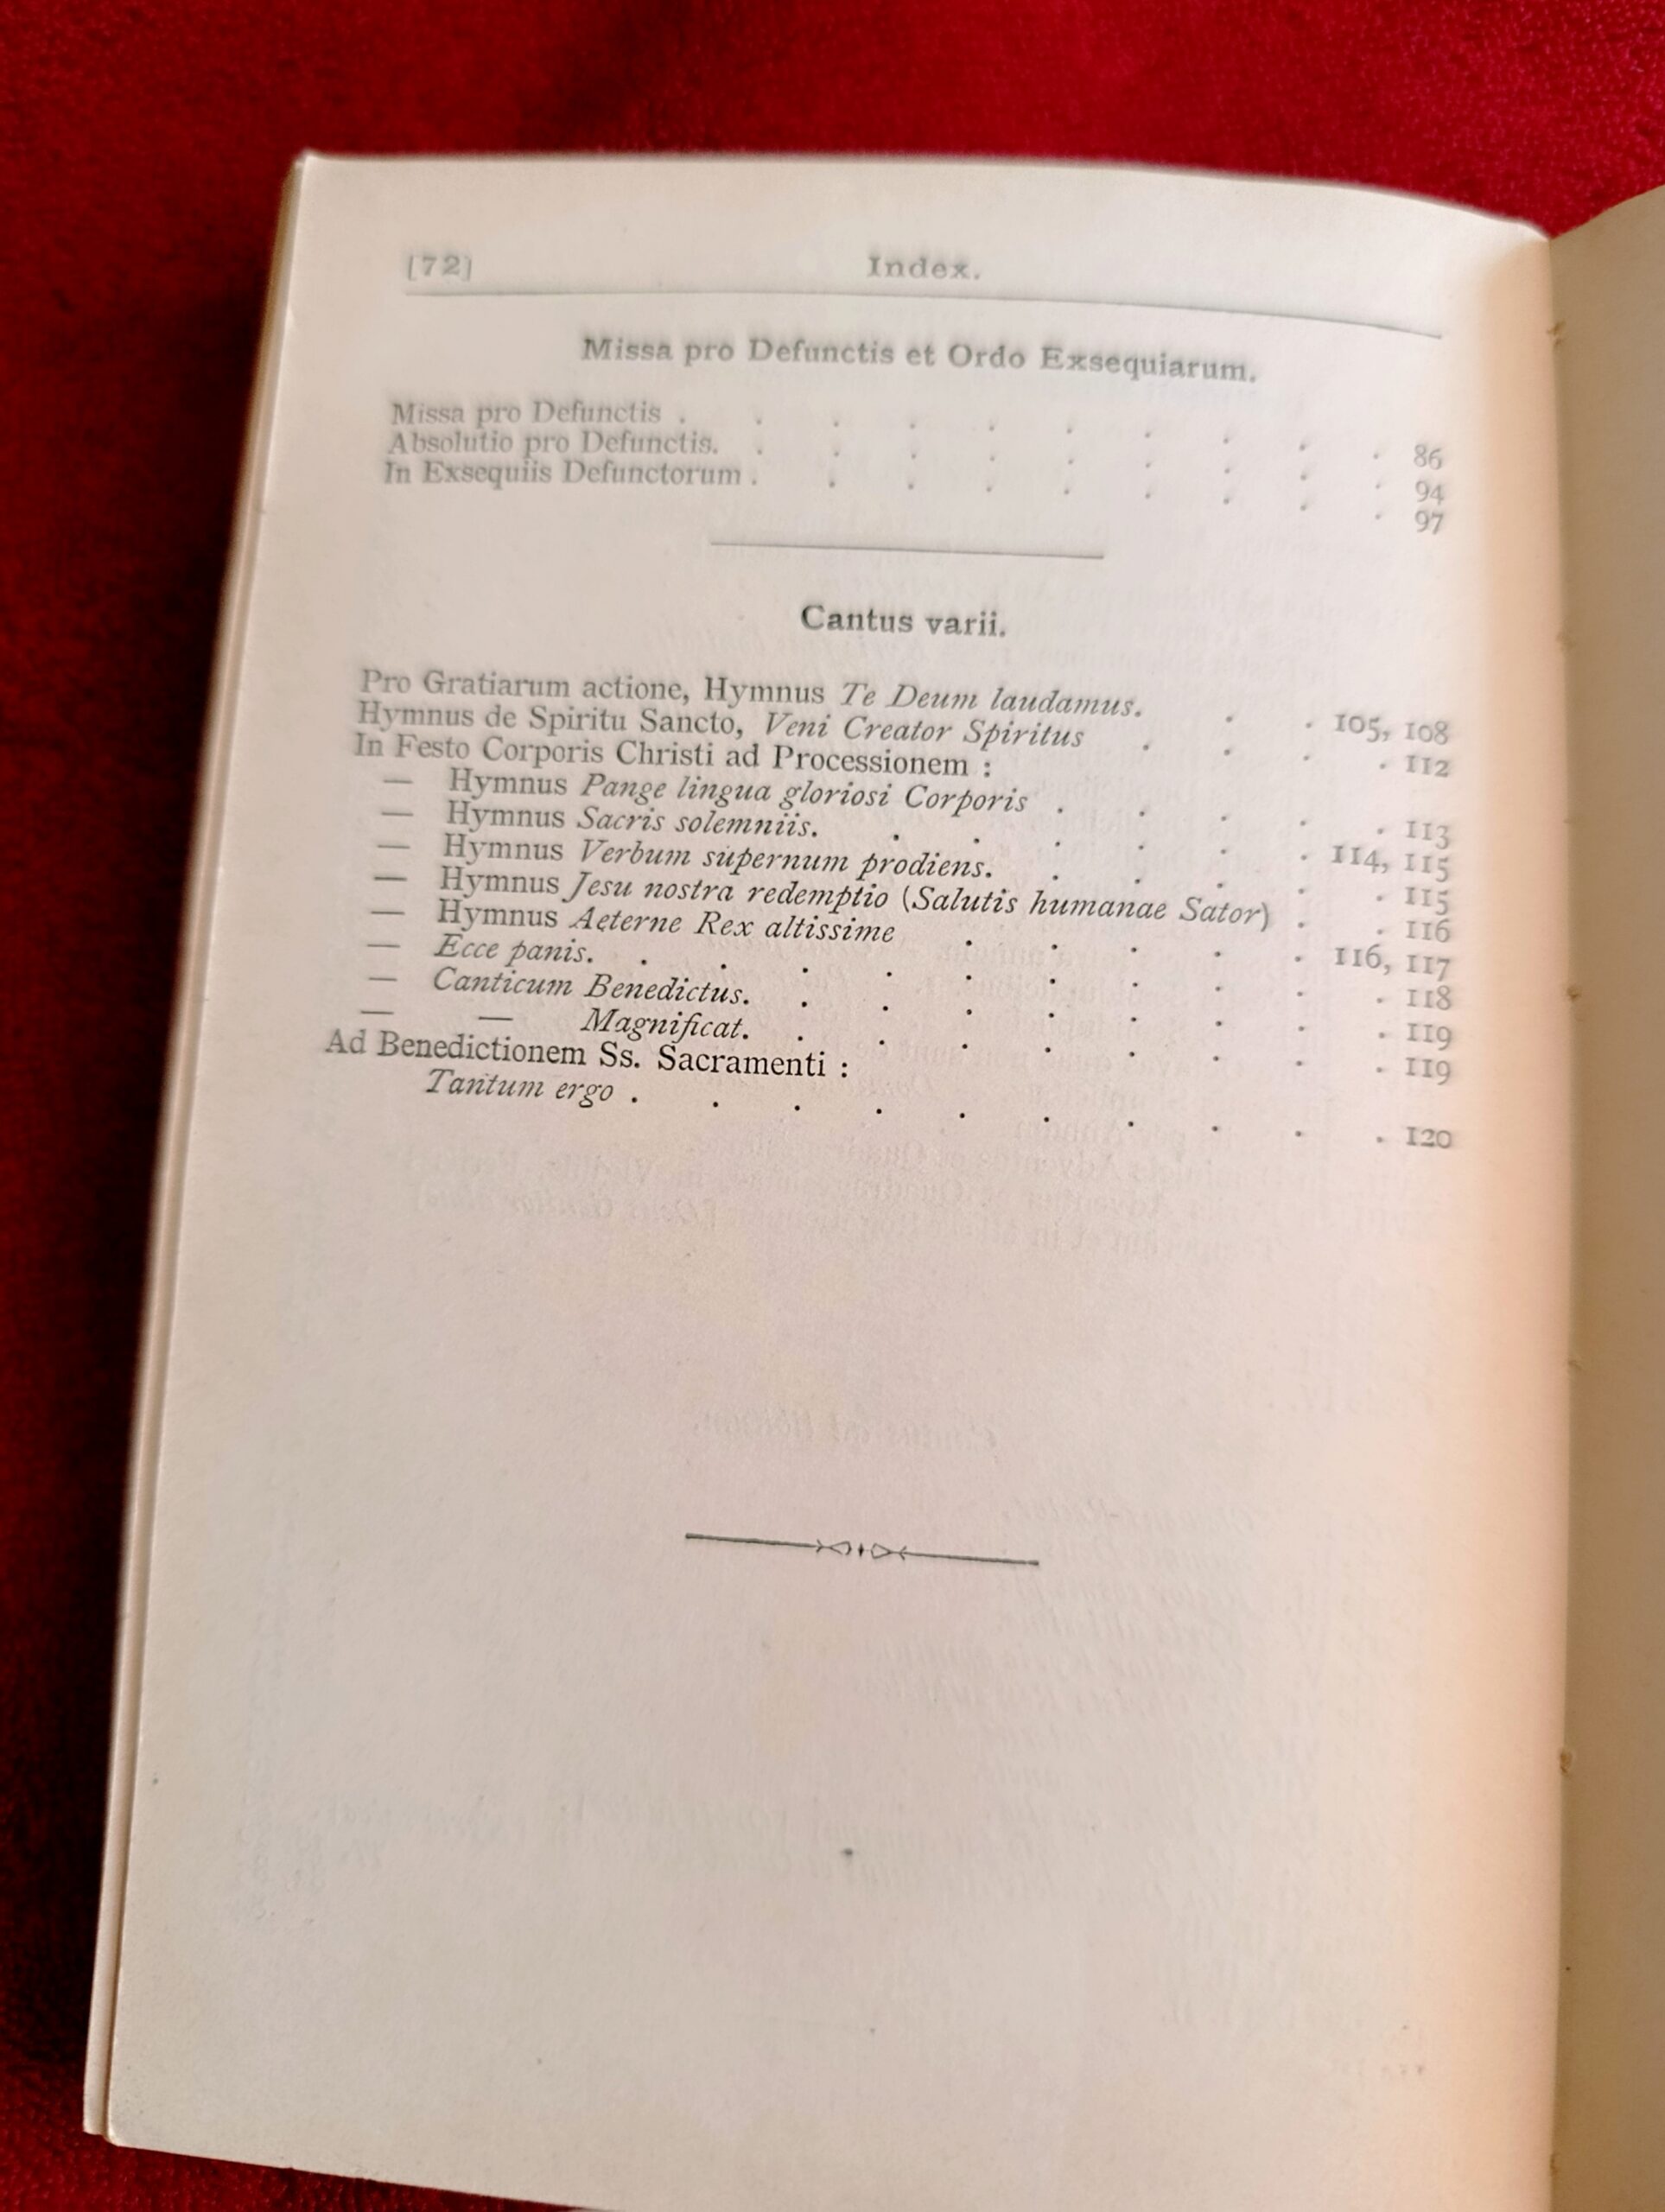 [72] Index.
Missa pro Defunctis et Ordo Exsequiarum.
Missa pro Defunctis . . . . . . . . . . 86
Absolutio pro Defunctis. . . . . . . . . . 94
In Exsequiis Defunctorum . . . . . . . . . 97
Cantus varii.
Pro Gratiarum actione, Hymnus Te Deum laudamus. . . 105, 108
Hymnus de Spiritu Sancto, Veni Creator Spiritus . . . . 112
In Festo Corporis Christi ad Processionem :
— Hymnus Pange lingua gloriosi Corporis . . . . . 113
— Hymnus Sacris solemniis. . . . . . . 114, 115
— Hymnus Verbum supernum prodiens. . . . . . 115
— Hymnus Jesu nostra redemptio (Salutis humanae Sator) . . 116
— Hymnus Aeterne Rex altissime . . . . . 116, 117
— Ecce panis. . . . . . . . . . . 118
— Canticum Benedictus. . . . . . . . . 119
— — Magnificat. . . . . . . . . 119
Ad Benedictionem Ss. Sacramenti :
Tantum ergo . . . . . . . . . . 120